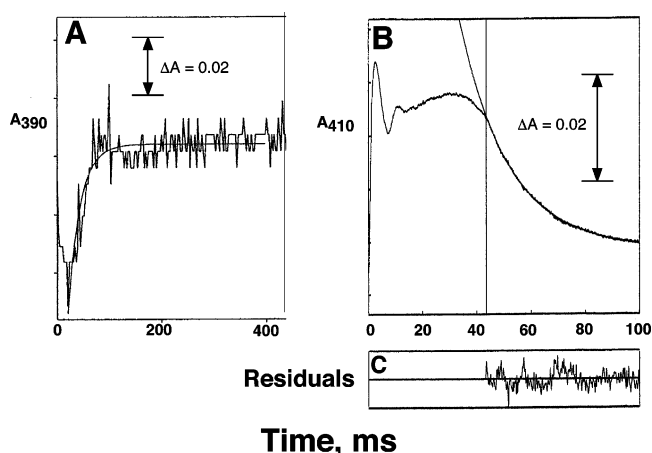 A
ΔA = 0.02
A390
0 200 400
B
A410
ΔA = 0.02
0 20 40 60 80 100
C
Residuals
Time, ms